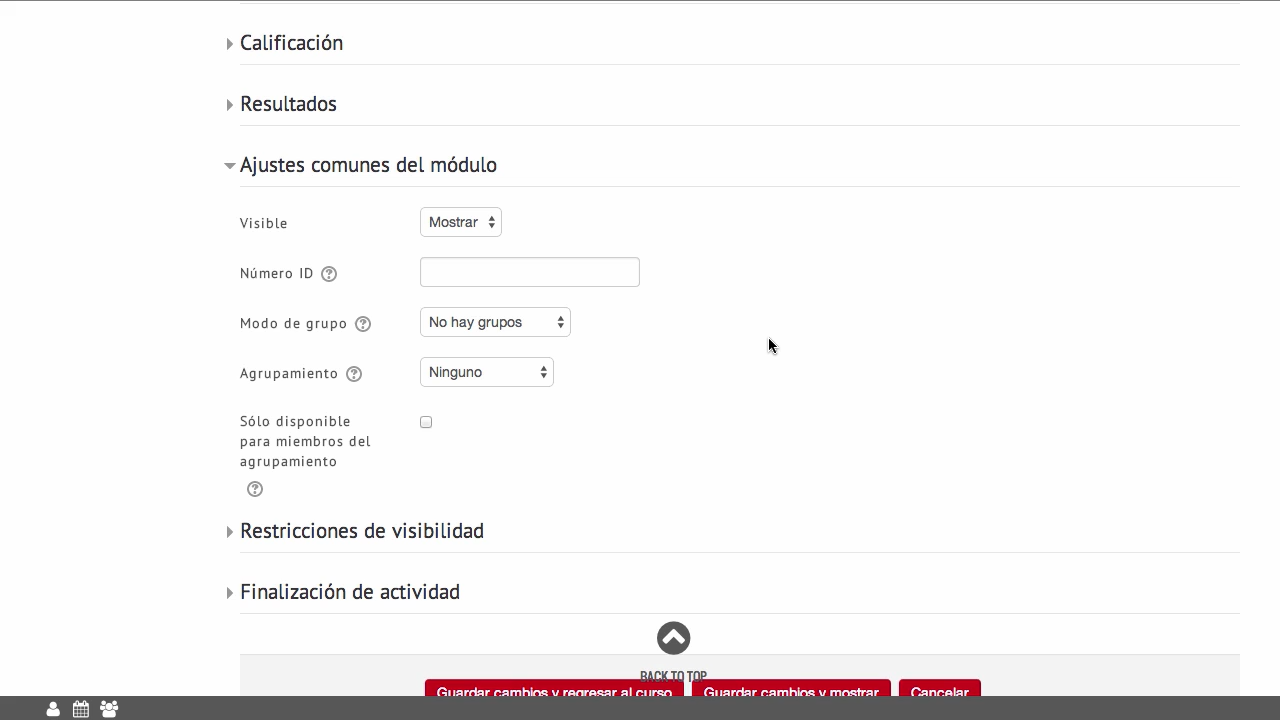 Calificación
Resultados
Ajustes comunes del módulo
Visible
Mostrar
Número ID
Modo de grupo
No hay grupos
Agrupamiento
Ninguno
Sólo disponible
para miembros del
agrupamiento
Restricciones de visibilidad
Finalización de actividad
BACK TO TOP
Guardar cambios y regresar al curso
Guardar cambios y mostrar
Cancelar